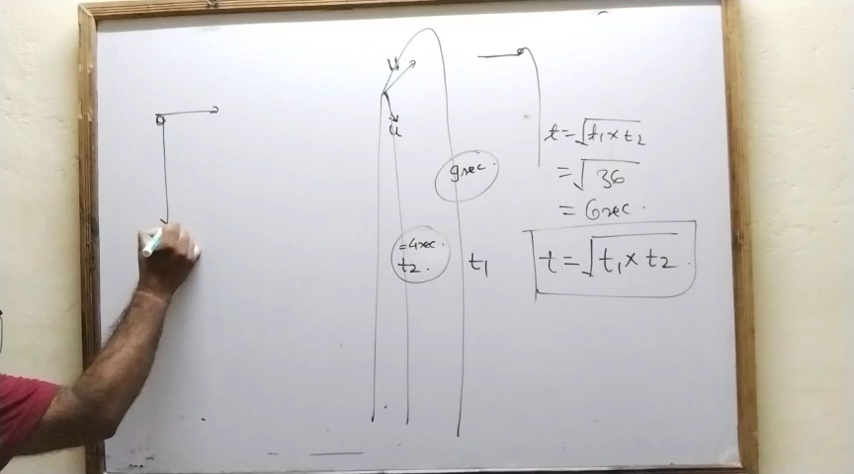 u
u
9sec.
=4sec.
t₂.
t₁
t=√t₁×t₂
=√36
=6sec.
t=√t₁×t₂.